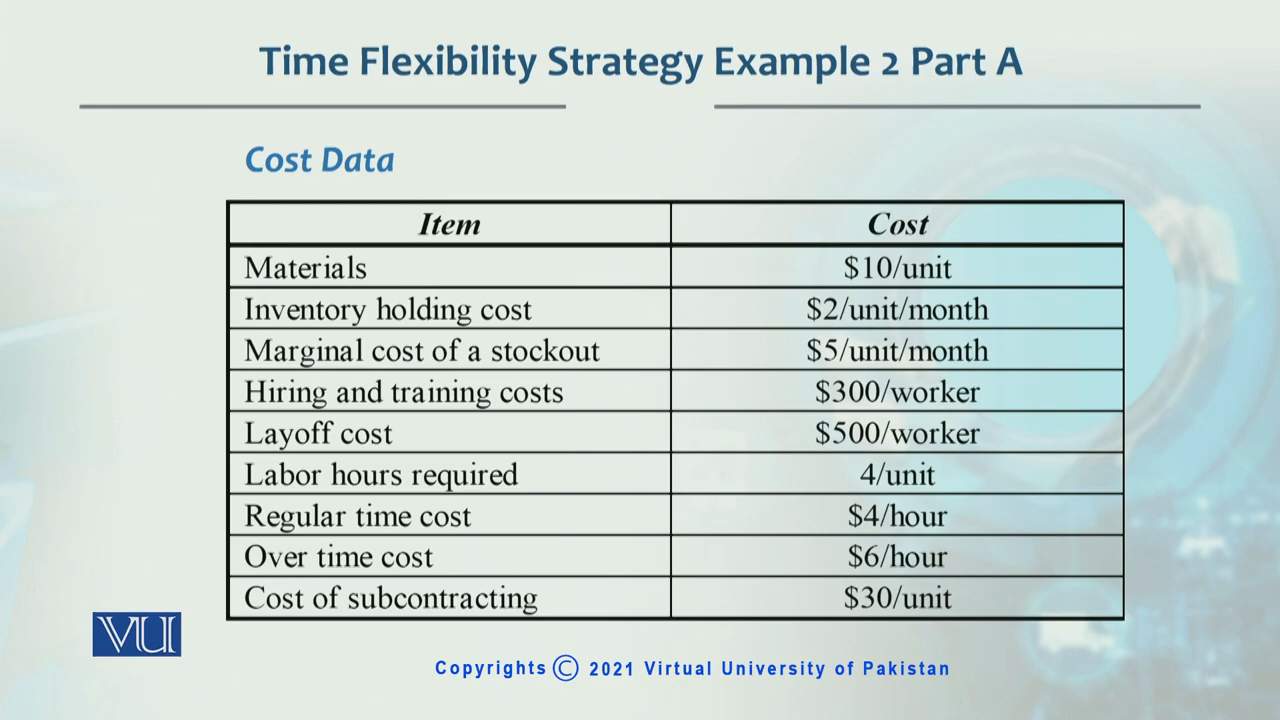 Time Flexibility Strategy Example 2 Part A
Cost Data
Item Cost
Materials $10/unit
Inventory holding cost $2/unit/month
Marginal cost of a stockout $5/unit/month
Hiring and training costs $300/worker
Layoff cost $500/worker
Labor hours required 4/unit
Regular time cost $4/hour
Over time cost $6/hour
Cost of subcontracting $30/unit
VU
Copyrights © 2021 Virtual University of Pakistan